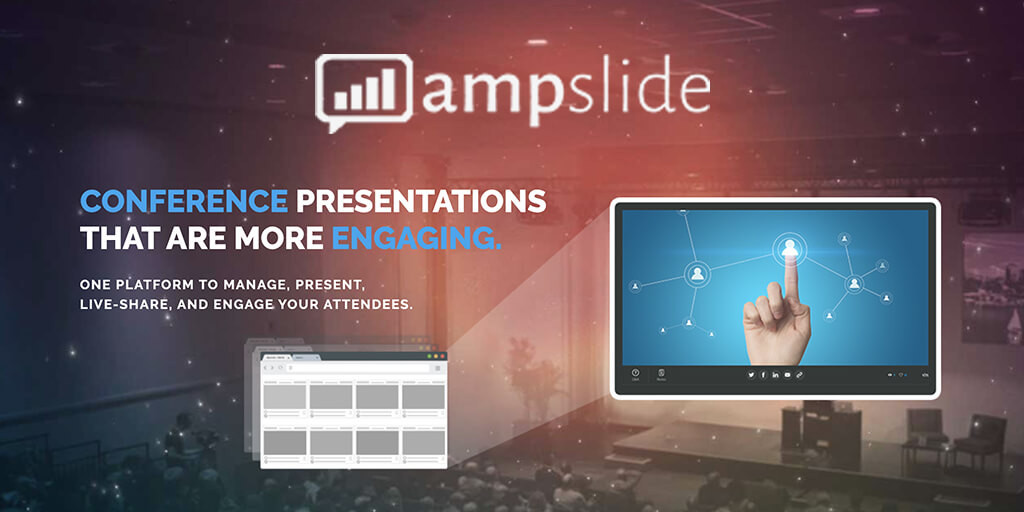 ampslide
CONFERENCE PRESENTATIONS
THAT ARE MORE ENGAGING.
ONE PLATFORM TO MANAGE, PRESENT,
LIVE-SHARE, AND ENGAGE YOUR ATTENDEES.